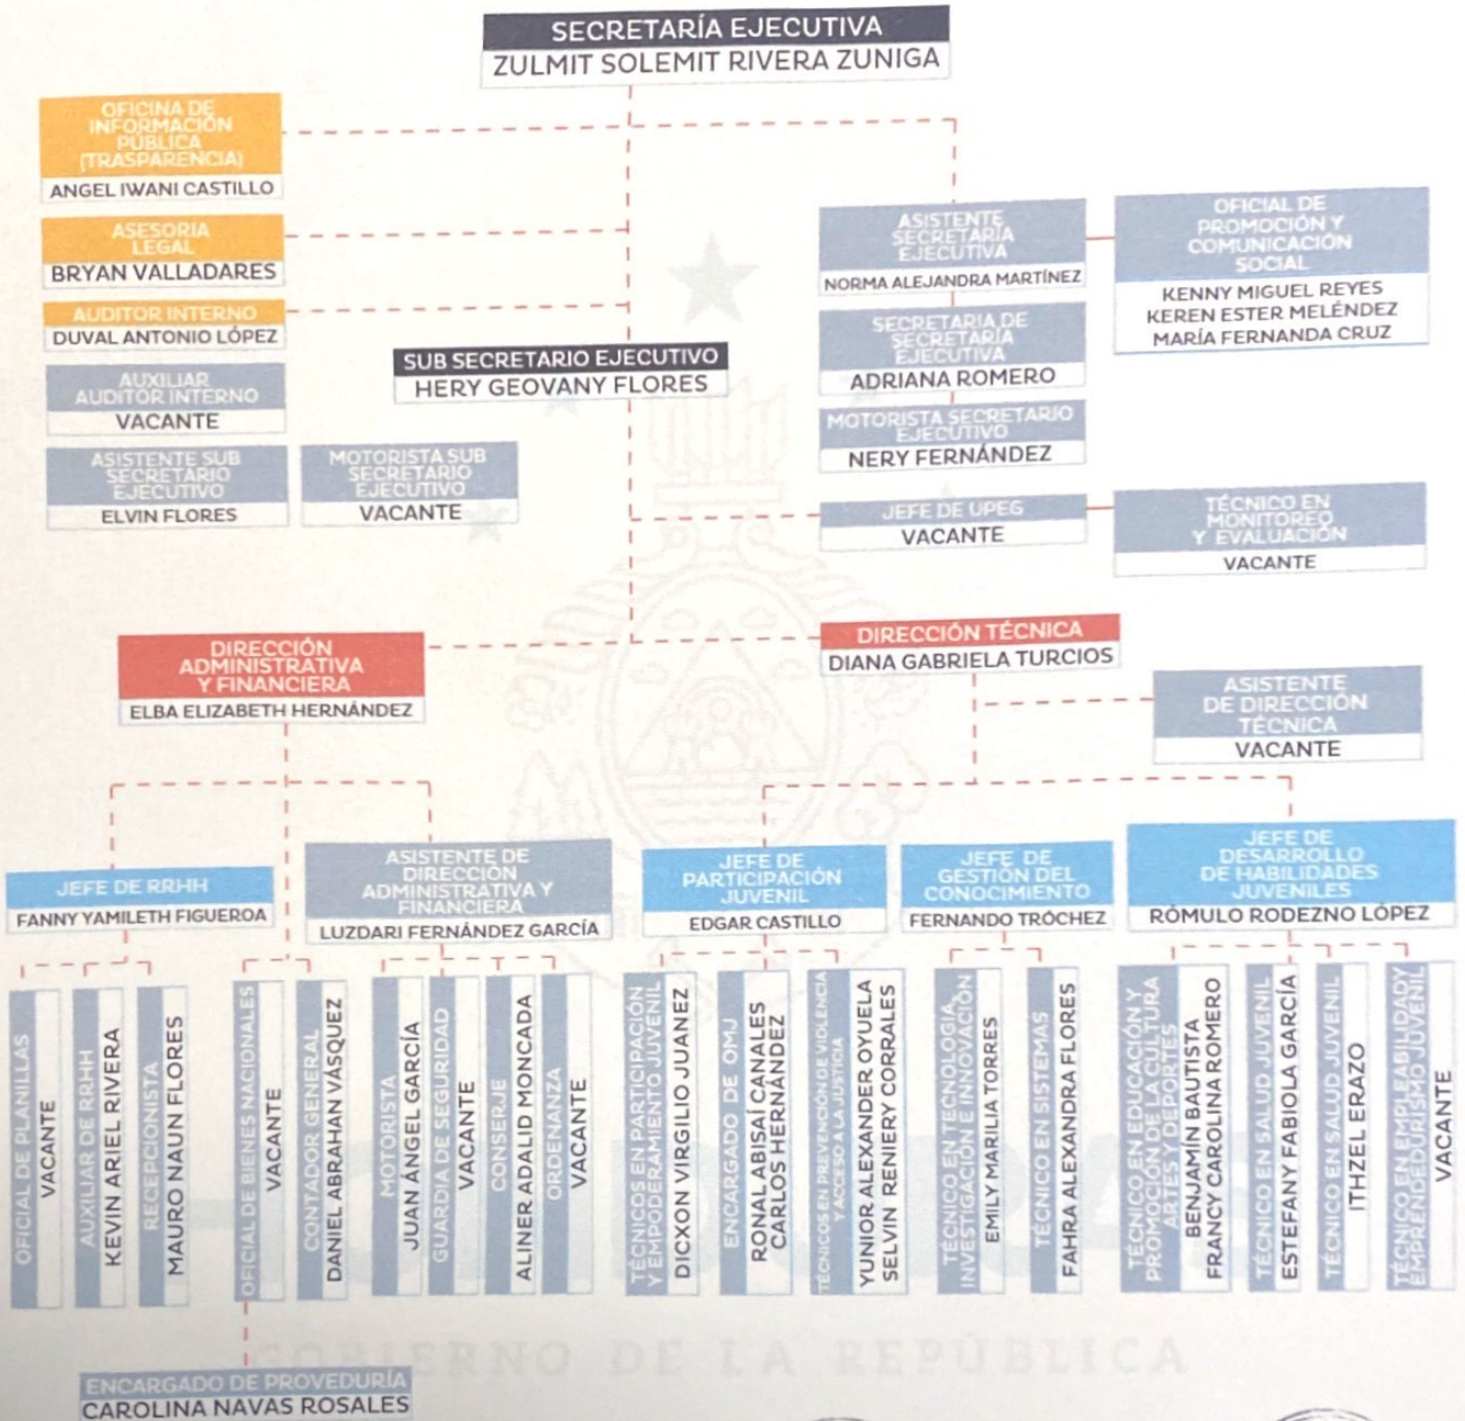 SECRETARÍA EJECUTIVA
ZULMIT SOLEMIT RIVERA ZUNIGA
OFICINA DE
INFORMACIÓN
PÚBLICA
(TRASPARENCIA)
ANGEL IWANI CASTILLO
ASESORIA
LEGAL
BRYAN VALLADARES
AUDITOR INTERNO
DUVAL ANTONIO LÓPEZ
AUXILIAR
AUDITOR INTERNO
VACANTE
ASISTENTE SUB
SECRETARIO
EJECUTIVO
ELVIN FLORES
MOTORISTA SUB
SECRETARIO
EJECUTIVO
VACANTE
SUB SECRETARIO EJECUTIVO
HERY GEOVANY FLORES
ASISTENTE
SECRETARÍA
EJECUTIVA
NORMA ALEJANDRA MARTÍNEZ
OFICIAL DE
PROMOCIÓN Y
COMUNICACIÓN
SOCIAL
KENNY MIGUEL REYES
KEREN ESTER MELÉNDEZ
MARÍA FERNANDA CRUZ
SECRETARIA DE
SECRETARÍA
EJECUTIVA
ADRIANA ROMERO
MOTORISTA SECRETARIO
EJECUTIVO
NERY FERNÁNDEZ
JEFE DE UPEG
VACANTE
TÉCNICO EN
MONITOREO
Y EVALUACIÓN
VACANTE
DIRECCIÓN
ADMINISTRATIVA
Y FINANCIERA
ELBA ELIZABETH HERNÁNDEZ
DIRECCIÓN TÉCNICA
DIANA GABRIELA TURCIOS
ASISTENTE
DE DIRECCIÓN
TÉCNICA
VACANTE
JEFE DE RRHH
FANNY YAMILETH FIGUEROA
ASISTENTE DE
DIRECCIÓN
ADMINISTRATIVA Y
FINANCIERA
LUZDARI FERNÁNDEZ GARCÍA
JEFE DE
PARTICIPACIÓN
JUVENIL
EDGAR CASTILLO
JEFE DE
GESTIÓN DEL
CONOCIMIENTO
FERNANDO TRÓCHEZ
JEFE DE
DESARROLLO
DE HABILIDADES
JUVENILES
RÓMULO RODEZNO LÓPEZ
OFICIAL DE PLANILLAS
VACANTE
AUXILIAR DE RRHH
KEVIN ARIEL RIVERA
RECEPCIONISTA
MAURO NAUN FLORES
OFICIAL DE BIENES NACIONALES
VACANTE
CONTADOR GENERAL
DANIEL ABRAHAN VÁSQUEZ
MOTORISTA
JUAN ÁNGEL GARCÍA
GUARDIA DE SEGURIDAD
VACANTE
CONSERJE
ALINER ADALID MONCADA
ORDENANZA
VACANTE
TÉCNICOS EN PARTICIPACIÓN
Y EMPODERAMIENTO JUVENIL
DICXON VIRGILIO JUANEZ
ENCARGADO DE OMJ
RONAL ABISAÍ CANALES
CARLOS HERNÁNDEZ
TÉCNICOS EN PREVENCIÓN DE VIOLENCIA
Y ACCESO A LA JUSTICIA
YUNIOR ALEXANDER OYUELA
SELVIN RENIERY CORRALES
TÉCNICO EN TECNOLOGÍA,
INVESTIGACIÓN E INNOVACIÓN
EMILY MARILIA TORRES
TÉCNICO EN SISTEMAS
FAHRA ALEXANDRA FLORES
TÉCNICO EN EDUCACIÓN Y
PROMOCIÓN DE LA CULTURA
ARTES Y DEPORTES
BENJAMÍN BAUTISTA
FRANCY CAROLINA ROMERO
TÉCNICO EN SALUD JUVENIL
ESTEFANY FABIOLA GARCÍA
TÉCNICO EN SALUD JUVENIL
ITHZEL ERAZO
TÉCNICO EN EMPLEABILIDAD Y
EMPRENDEDURISMO JUVENIL
VACANTE
GOBIERNO DE LA REPÚBLICA
ENCARGADO DE PROVEDURÍA
CAROLINA NAVAS ROSALES